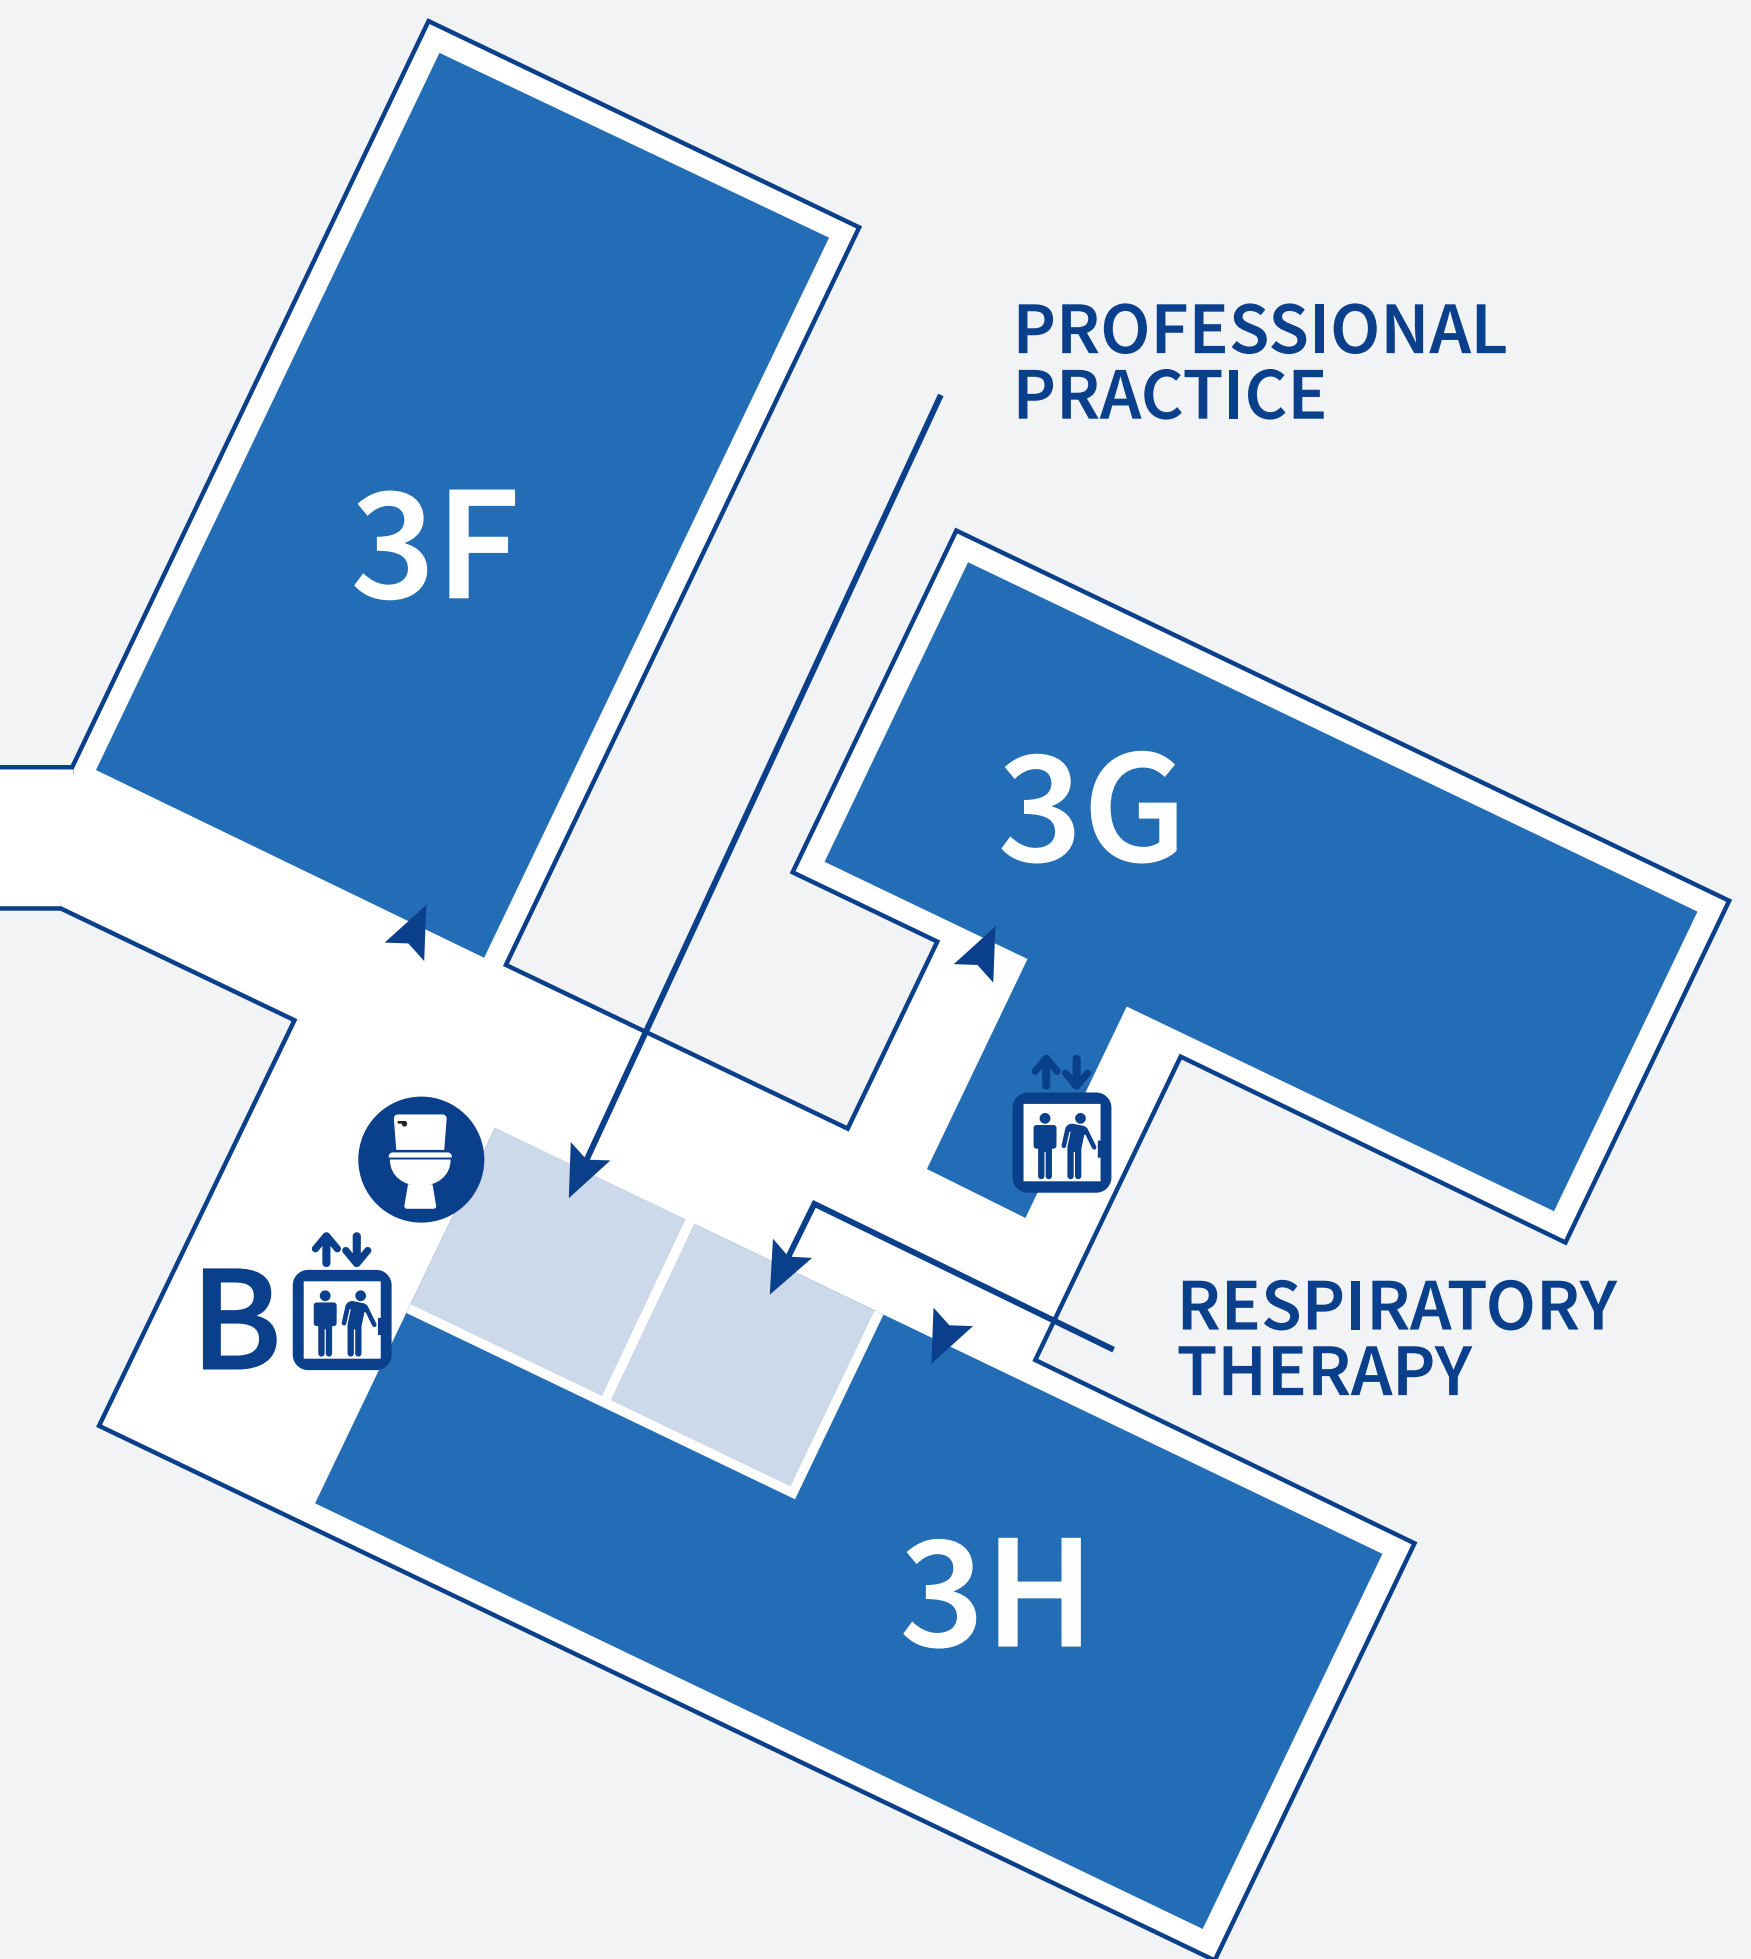 3F
PROFESSIONAL
PRACTICE
3G
B
RESPIRATORY
THERAPY
3H